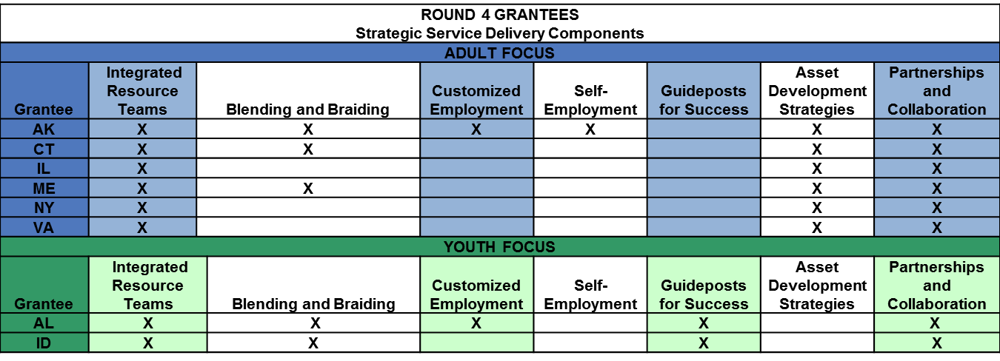 ROUND 4 GRANTEES
Strategic Service Delivery Components
ADULT FOCUS
Grantee Integrated Resource Teams Blending and Braiding Customized Employment Self-Employment Guideposts for Success Asset Development Strategies Partnerships and Collaboration
AK X X X X X X
CT X X X X
IL X X X
ME X X X X
NY X X X
VA X X X
YOUTH FOCUS
Grantee Integrated Resource Teams Blending and Braiding Customized Employment Self-Employment Guideposts for Success Asset Development Strategies Partnerships and Collaboration
AL X X X X X
ID X X X X